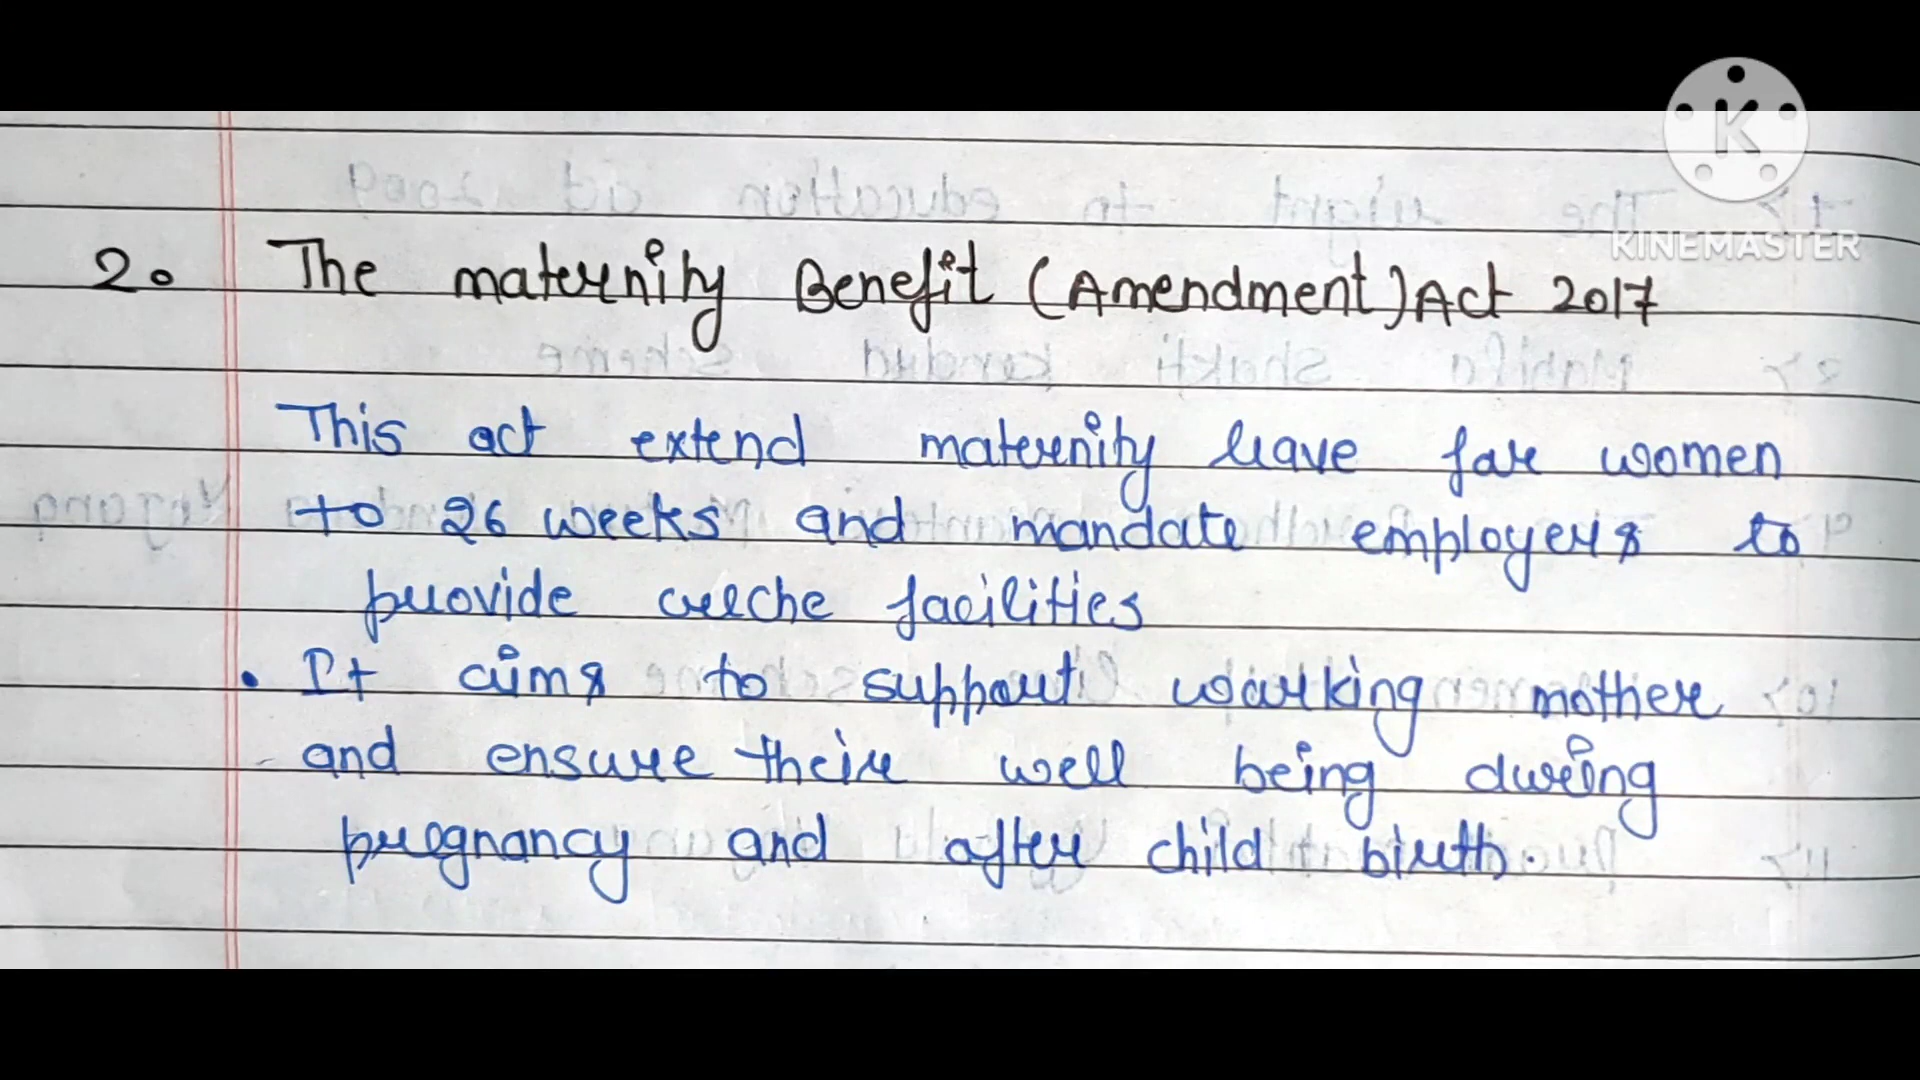 KINEMASTER
2. The maternity Benefit (Amendment) Act 2017
This act extend maternity leave for women
to 26 weeks and mandate employers to
provide creche facilities
• It aims to support working mother
and ensure their well being during
pregnancy and after child birth.